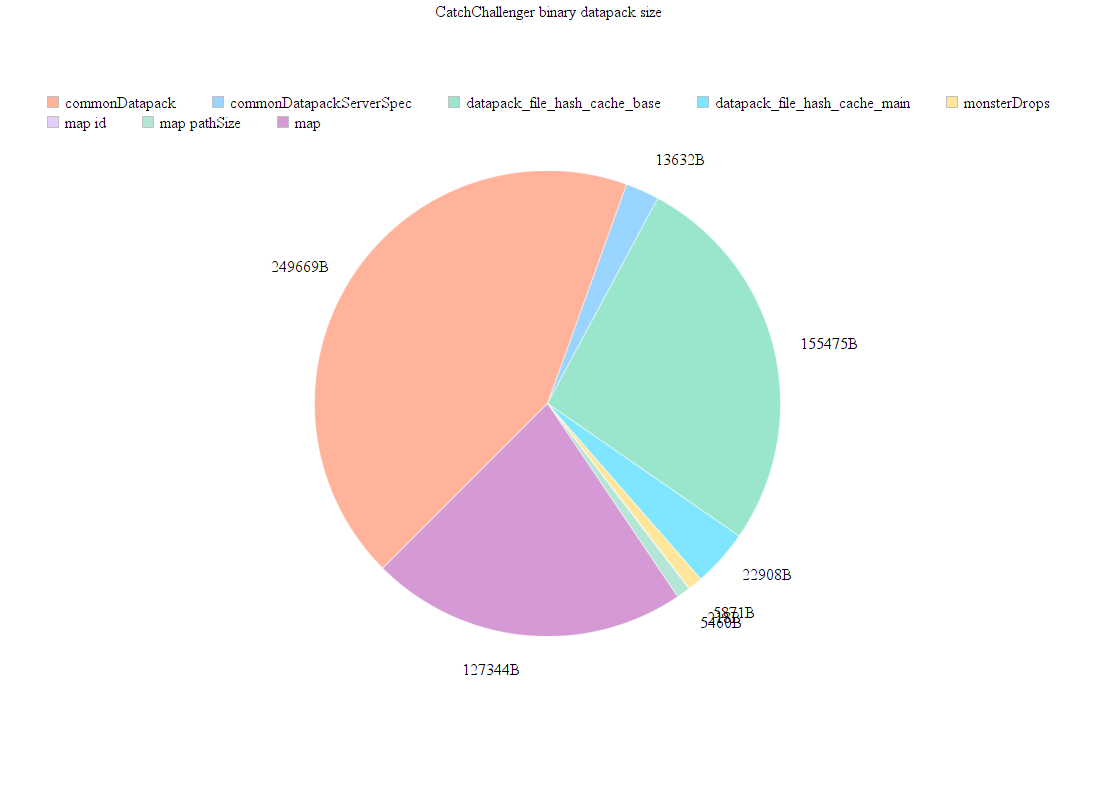 CatchChallenger binary datapack size
commonDatapack commonDatapackServerSpec datapack_file_hash_cache_base datapack_file_hash_cache_main monsterDrops
map id map pathSize map
13632B
249669B
155475B
22908B
5871B
5460B
127344B